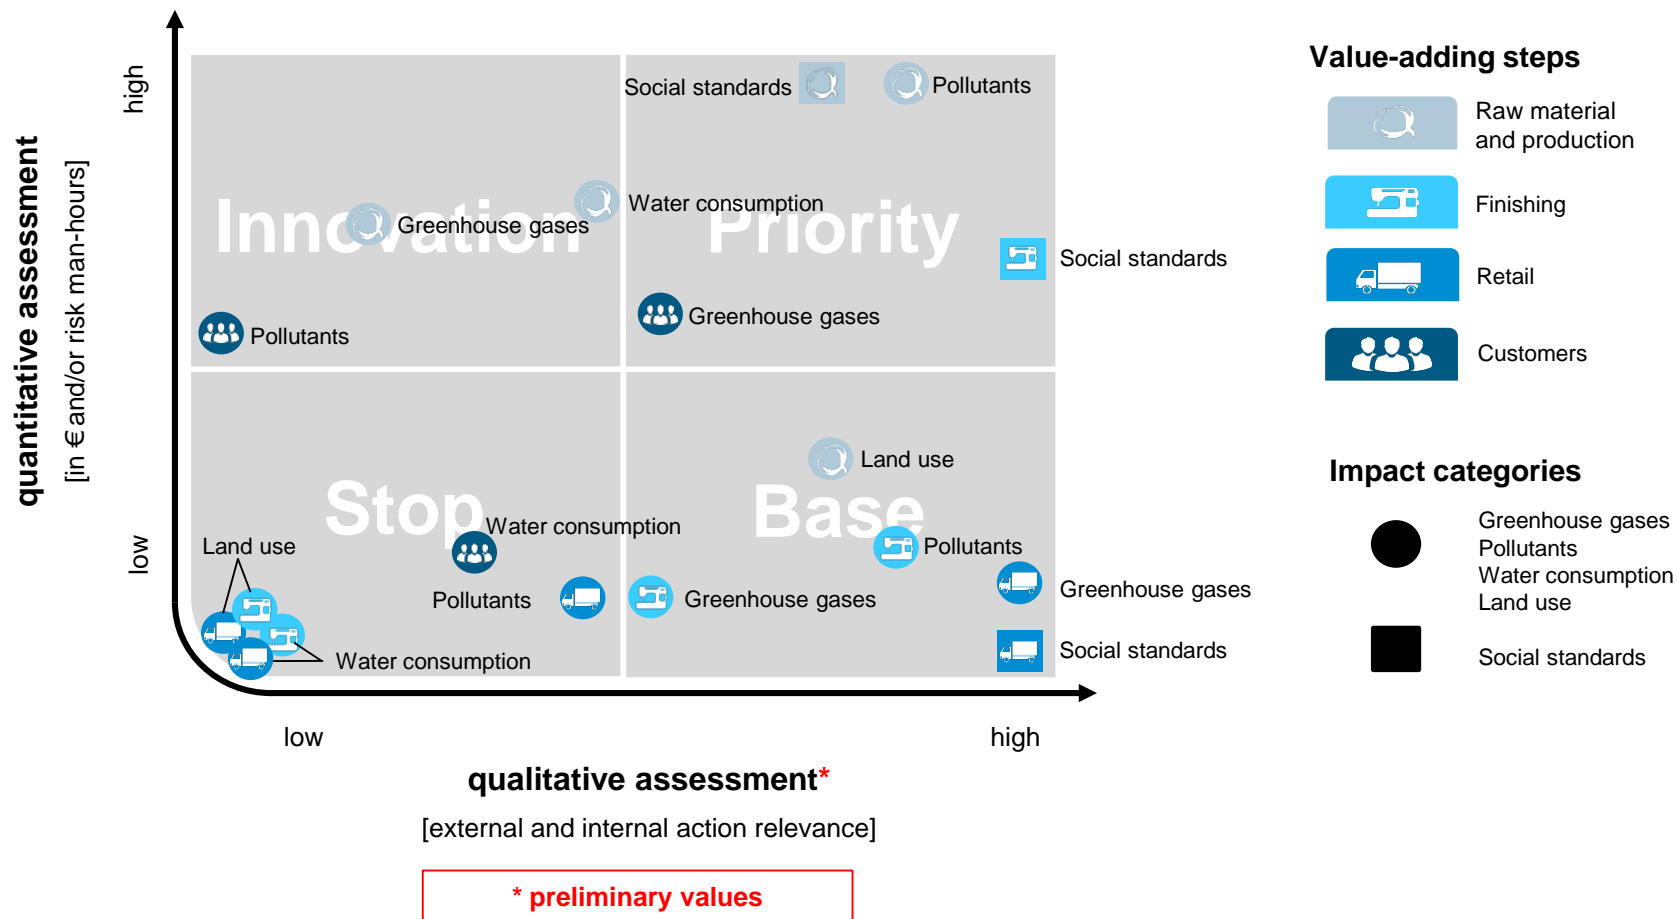 quantitative assessment
[in € and/or risk man-hours]
high
low
Innovation
Priority
Stop
Base
Social standards
Pollutants
Water consumption
Greenhouse gases
Social standards
Greenhouse gases
Pollutants
Land use
Water consumption
Land use
Pollutants
Pollutants
Greenhouse gases
Greenhouse gases
Water consumption
Social standards
low
high
qualitative assessment*
[external and internal action relevance]
* preliminary values
Value-adding steps
Raw material
and production
Finishing
Retail
Customers
Impact categories
Greenhouse gases
Pollutants
Water consumption
Land use
Social standards